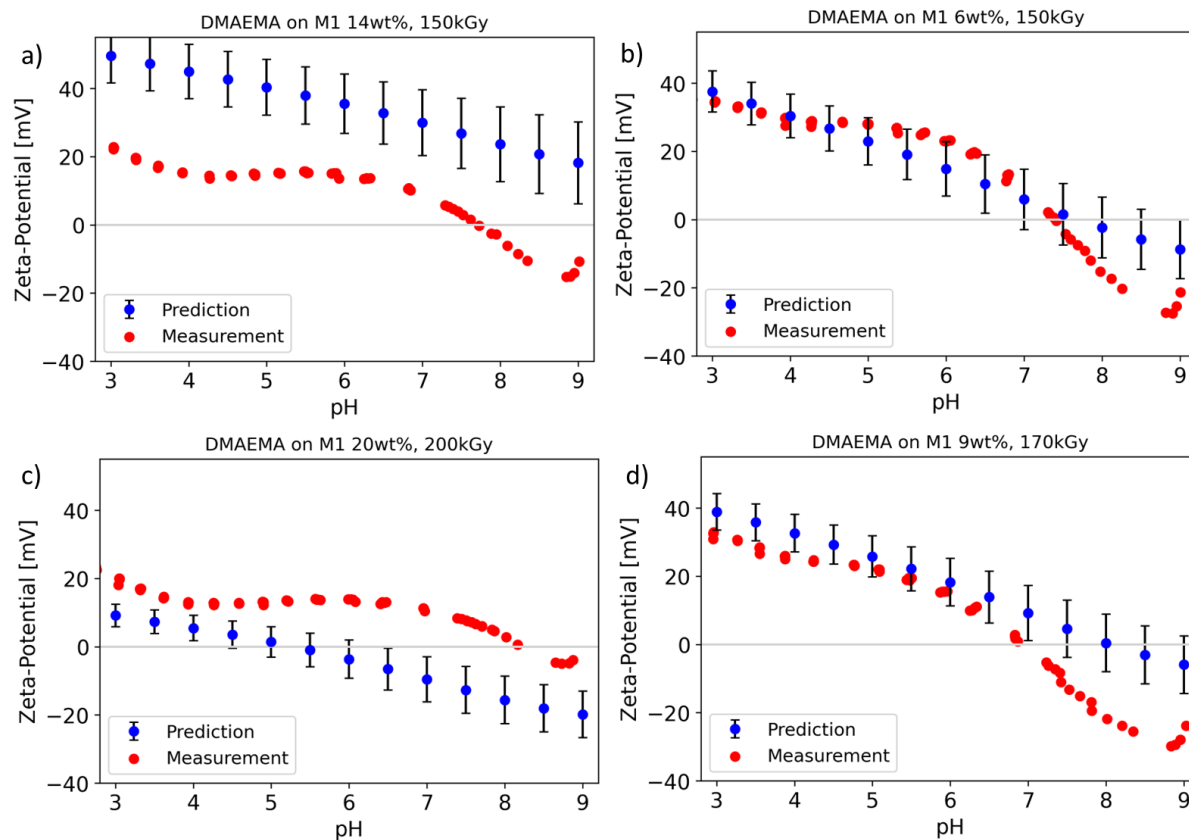 a)
DMAEMA on M1 14wt%, 150kGy
Zeta-Potential [mV]
40
20
0
−20
−40
Prediction
Measurement
3 4 5 6 7 8 9
pH
b)
DMAEMA on M1 6wt%, 150kGy
Zeta-Potential [mV]
40
20
0
−20
−40
Prediction
Measurement
3 4 5 6 7 8 9
pH
c)
DMAEMA on M1 20wt%, 200kGy
Zeta-Potential [mV]
40
20
0
−20
−40
Prediction
Measurement
3 4 5 6 7 8 9
pH
d)
DMAEMA on M1 9wt%, 170kGy
Zeta-Potential [mV]
40
20
0
−20
−40
Prediction
Measurement
3 4 5 6 7 8 9
pH